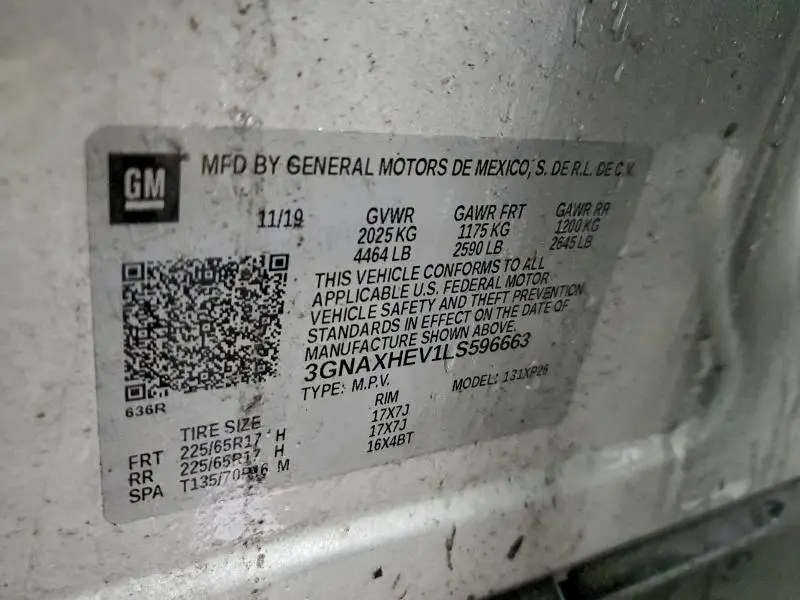 GM
MFD BY GENERAL MOTORS DE MEXICO, S. DE R.L. DE C.V.
11/19 GVWR GAWR FRT GAWR RR
2025 KG 1175 KG 1200 KG
4464 LB 2590 LB 2645 LB
THIS VEHICLE CONFORMS TO ALL
APPLICABLE U.S. FEDERAL MOTOR
VEHICLE SAFETY AND THEFT PREVENTION
STANDARDS IN EFFECT ON THE DATE OF
MANUFACTURE SHOWN ABOVE.
3GNAXHEV1LS596663
TYPE: M.P.V. MODEL: 131XP26
636R
TIRE SIZE RIM
FRT 225/65R17 H 17X7J
RR 225/65R17 H 17X7J
SPA T135/70R16 M 16X4BT